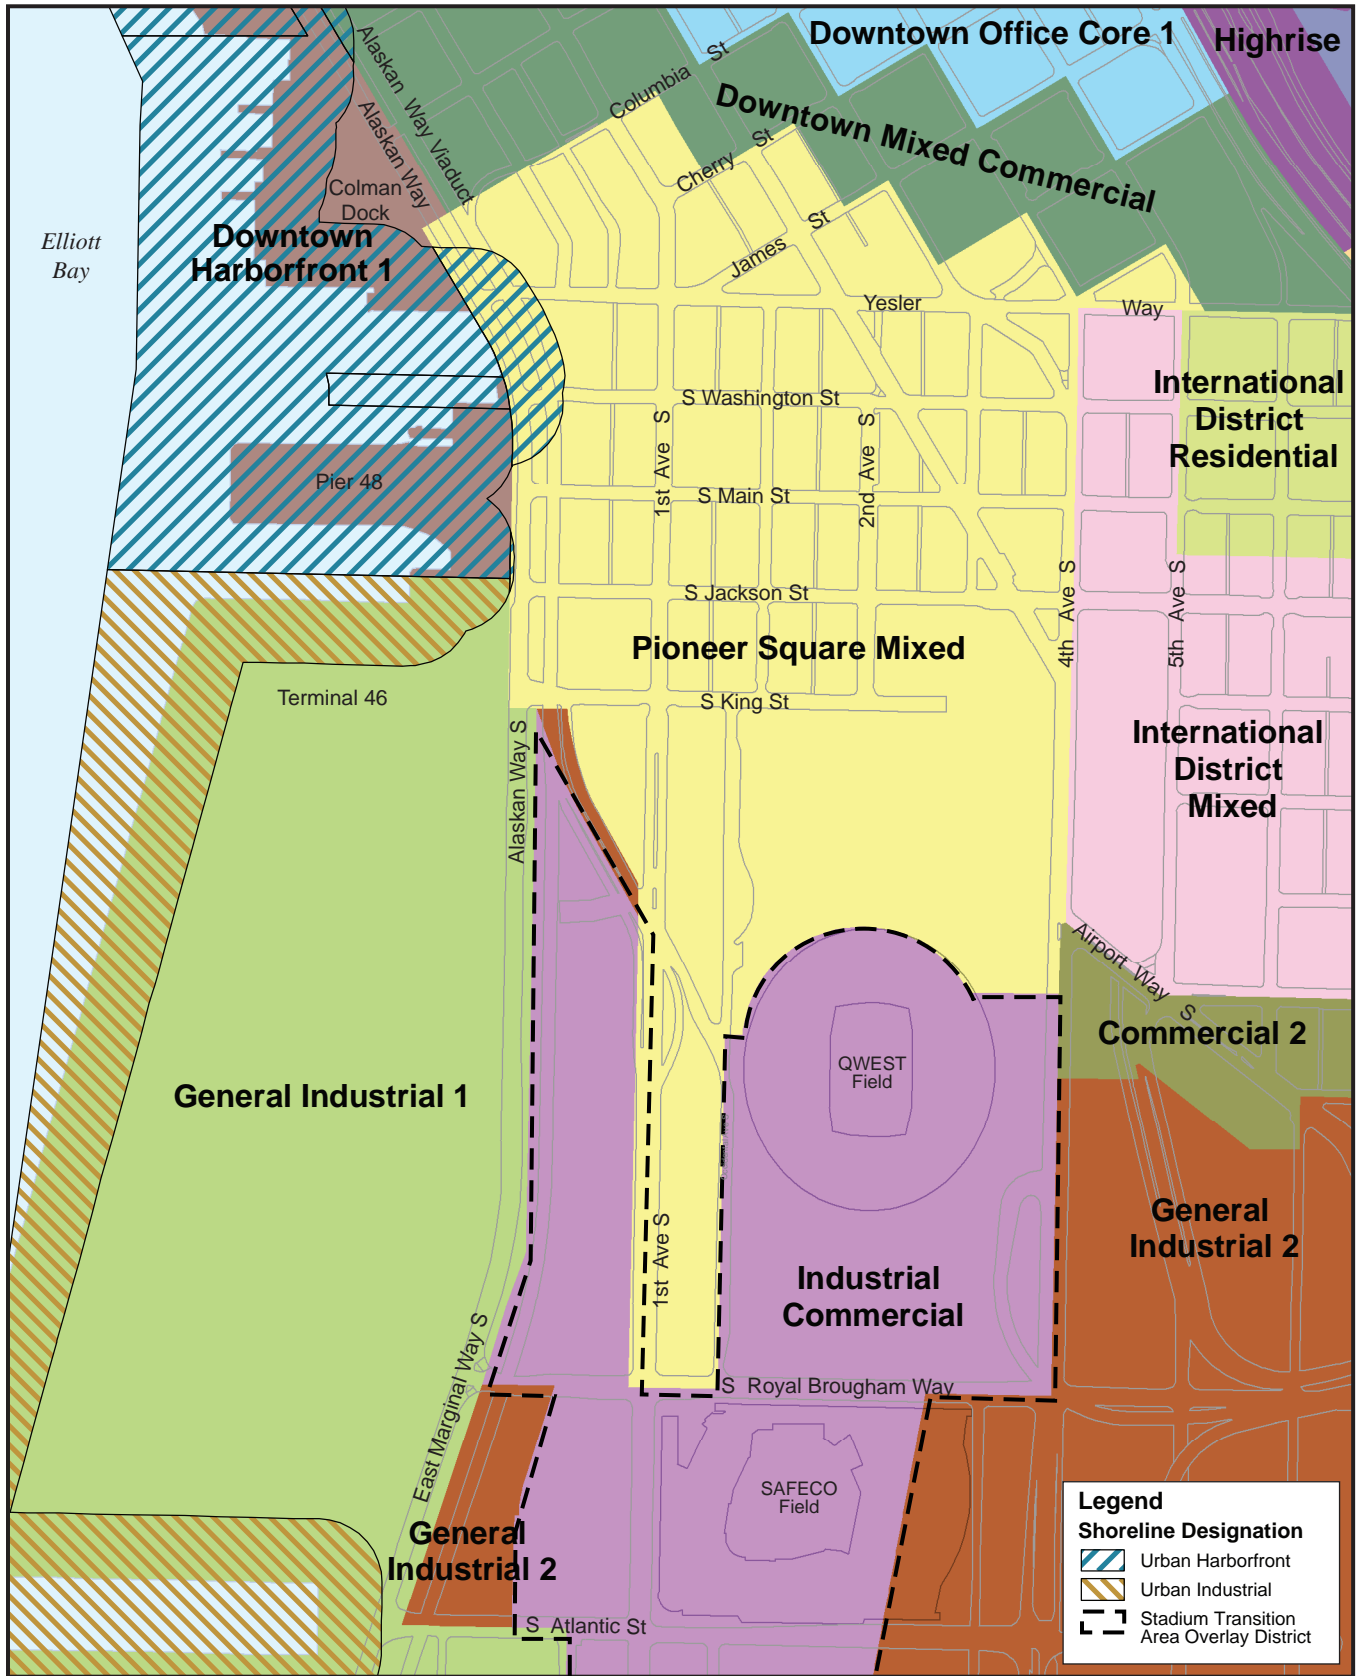 Downtown Office Core 1
Highrise
Alaskan Way Viaduct
Alaskan Way
Columbia St
Downtown Mixed Commercial
Cherry St
James St
Colman
Dock
Elliott
Bay
Downtown
Harborfront 1
Yesler Way
International
District
Residential
S Washington St
1st Ave S
2nd Ave S
Pier 48
S Main St
4th Ave S
5th Ave S
S Jackson St
Pioneer Square Mixed
Terminal 46
S King St
Alaskan Way S
International
District
Mixed
Airport Way S
Commercial 2
QWEST
Field
General Industrial 1
1st Ave S
General
Industrial 2
Industrial
Commercial
East Marginal Way S
S Royal Brougham Way
SAFECO
Field
General
Industrial 2
S Atlantic St
Legend
Shoreline Designation
Urban Harborfront
Urban Industrial
Stadium Transition
Area Overlay District